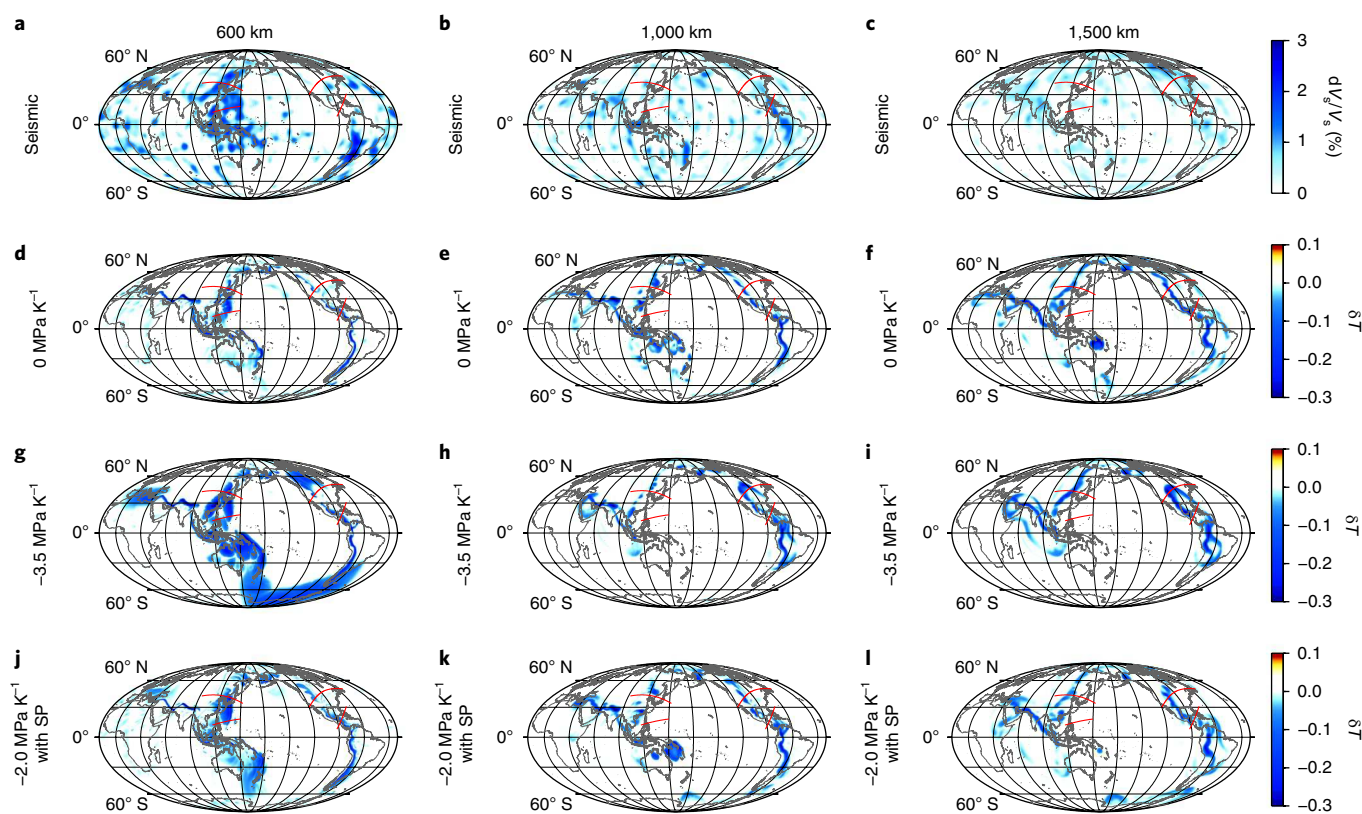 a
600 km
b
1,000 km
c
1,500 km
60° N
0°
60° S
Seismic
60° N
0°
60° S
Seismic
60° N
0°
60° S
Seismic
3
2
1
0
dVs/Vs (%)
d
60° N
0°
60° S
0 MPa K⁻¹
e
60° N
0°
60° S
0 MPa K⁻¹
f
60° N
0°
60° S
0 MPa K⁻¹
0.1
0.0
−0.1
−0.2
−0.3
δT
g
60° N
0°
60° S
−3.5 MPa K⁻¹
h
60° N
0°
60° S
−3.5 MPa K⁻¹
i
60° N
0°
60° S
−3.5 MPa K⁻¹
0.1
0.0
−0.1
−0.2
−0.3
δT
j
60° N
0°
60° S
−2.0 MPa K⁻¹
with SP
k
60° N
0°
60° S
−2.0 MPa K⁻¹
with SP
l
60° N
0°
60° S
−2.0 MPa K⁻¹
with SP
0.1
0.0
−0.1
−0.2
−0.3
δT